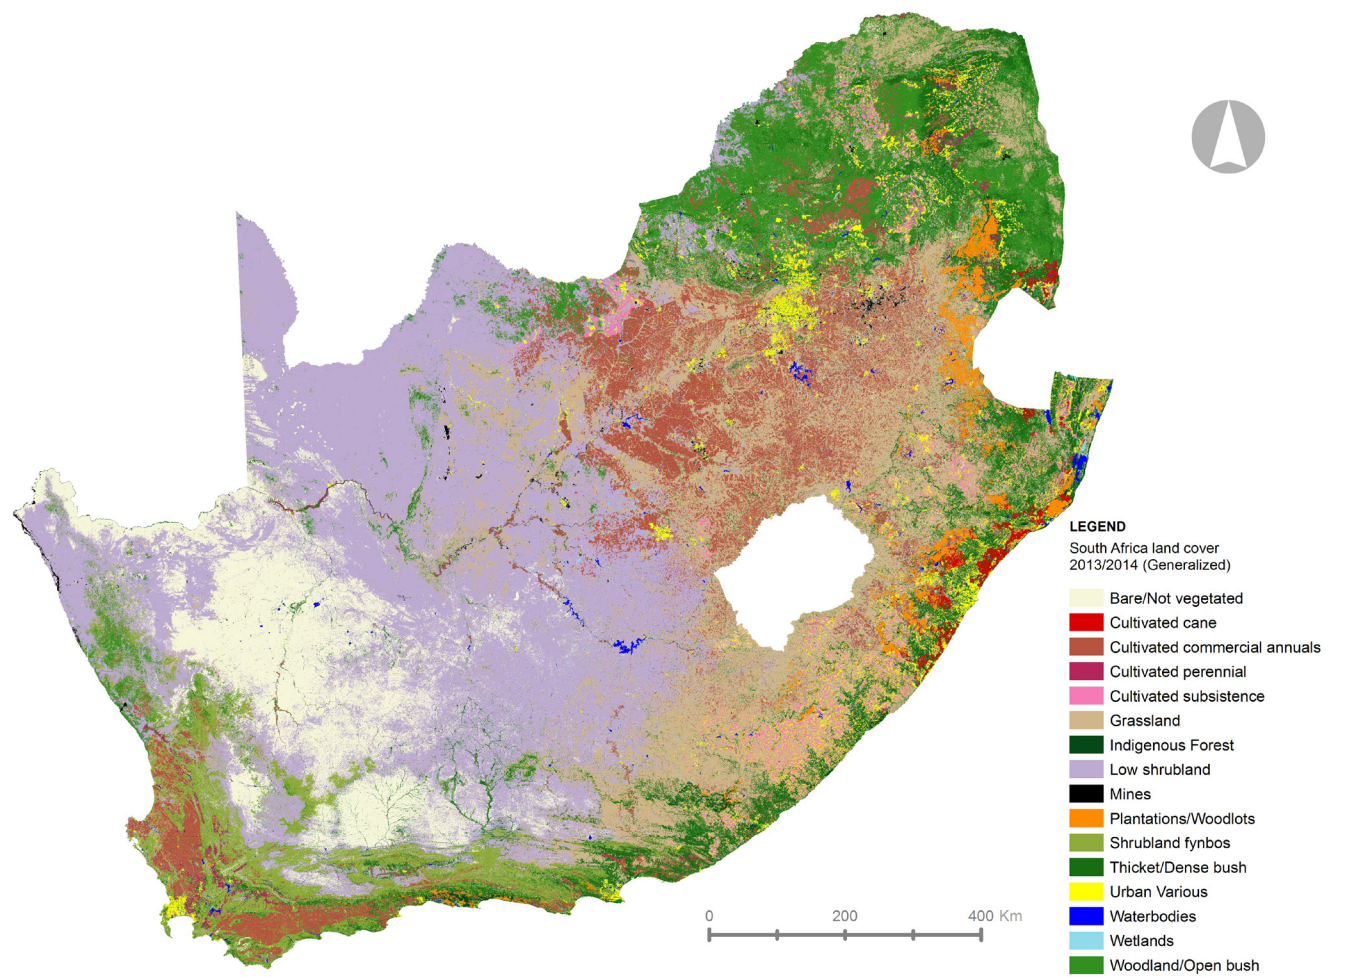 LEGEND
South Africa land cover
2013/2014 (Generalized)
Bare/Not vegetated
Cultivated cane
Cultivated commercial annuals
Cultivated perennial
Cultivated subsistence
Grassland
Indigenous Forest
Low shrubland
Mines
Plantations/Woodlots
Shrubland fynbos
Thicket/Dense bush
Urban Various
Waterbodies
Wetlands
Woodland/Open bush
0 200 400 Km